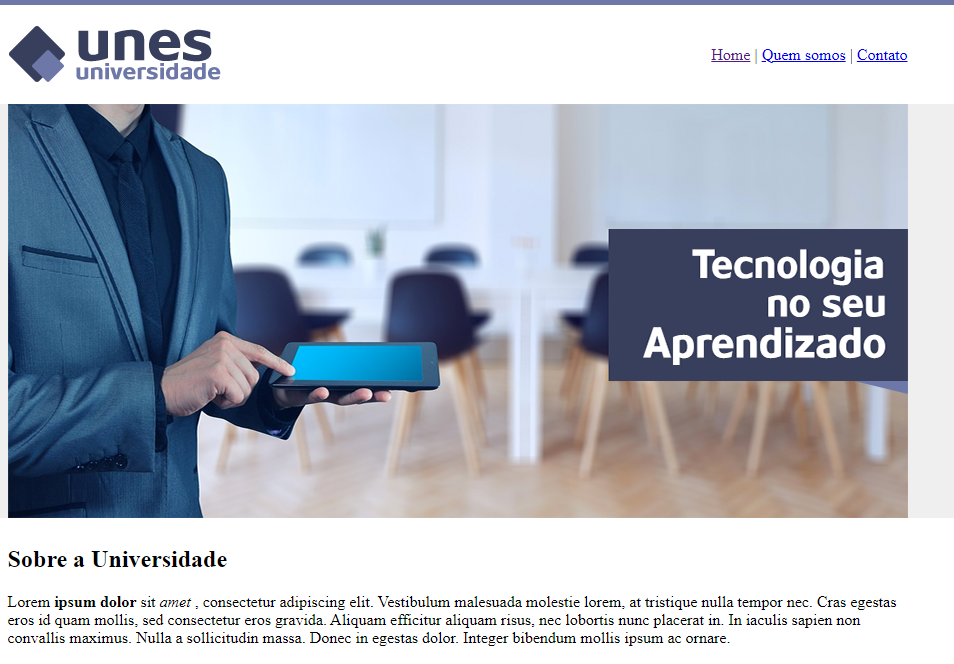 unes
universidade
Home | Quem somos | Contato
Tecnologia
no seu
Aprendizado
Sobre a Universidade
Lorem ipsum dolor sit amet , consectetur adipiscing elit. Vestibulum malesuada molestie lorem, at tristique nulla tempor nec. Cras egestas
eros id quam mollis, sed consectetur eros gravida. Aliquam efficitur aliquam risus, nec lobortis nunc placerat in. In iaculis sapien non
convallis maximus. Nulla a sollicitudin massa. Donec in egestas dolor. Integer bibendum mollis ipsum ac ornare.